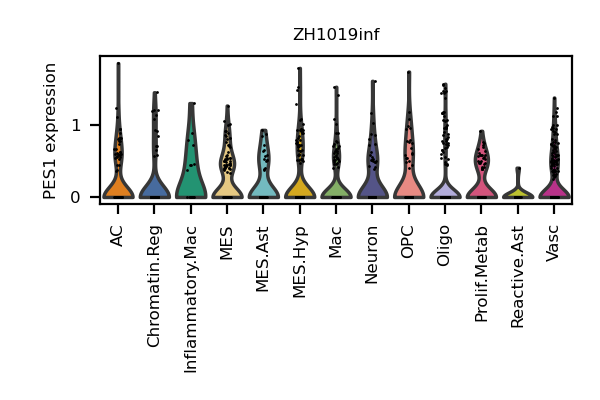 ZH1019inf
PES1 expression
1
0
AC
Chromatin.Reg
Inflammatory.Mac
MES
MES.Ast
MES.Hyp
Mac
Neuron
OPC
Oligo
Prolif.Metab
Reactive.Ast
Vasc